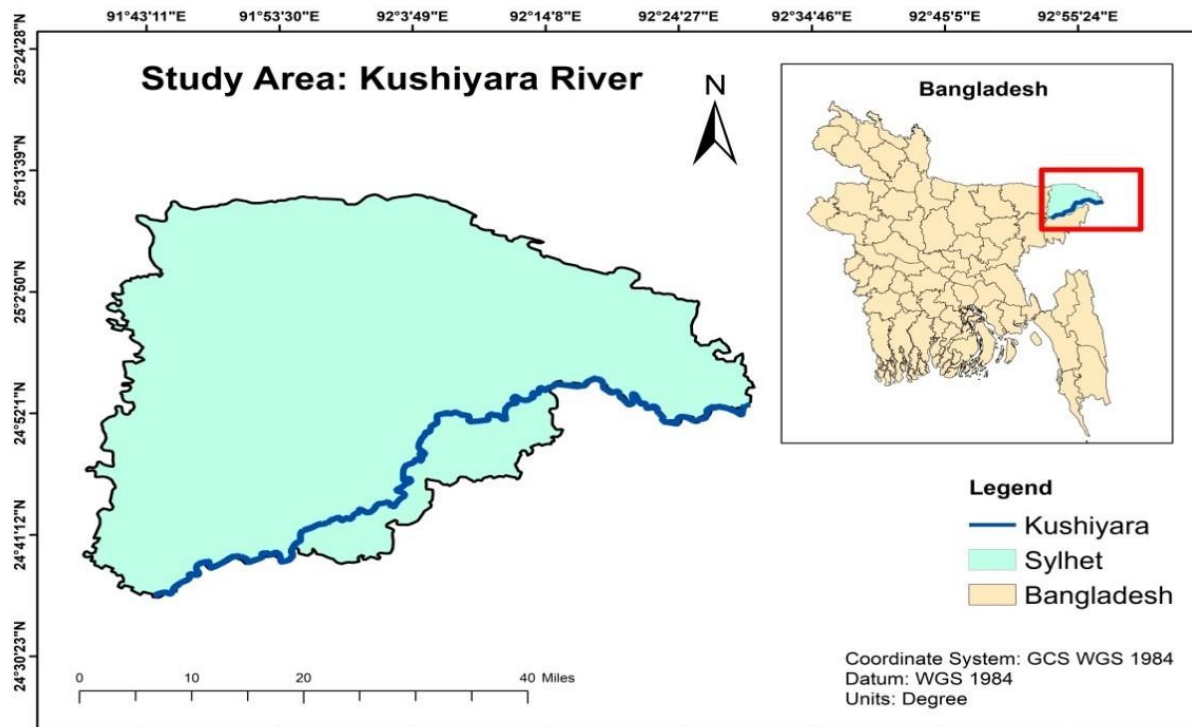 91°43'11"E 91°53'30"E 92°3'49"E 92°14'8"E 92°24'27"E 92°34'46"E 92°45'5"E 92°55'24"E
25°24'28"N
25°13'39"N
25°2'50"N
24°52'1"N
24°41'12"N
24°30'23"N
Study Area: Kushiyara River
N
Bangladesh
Legend
Kushiyara
Sylhet
Bangladesh
0 10 20 40 Miles
Coordinate System: GCS WGS 1984
Datum: WGS 1984
Units: Degree